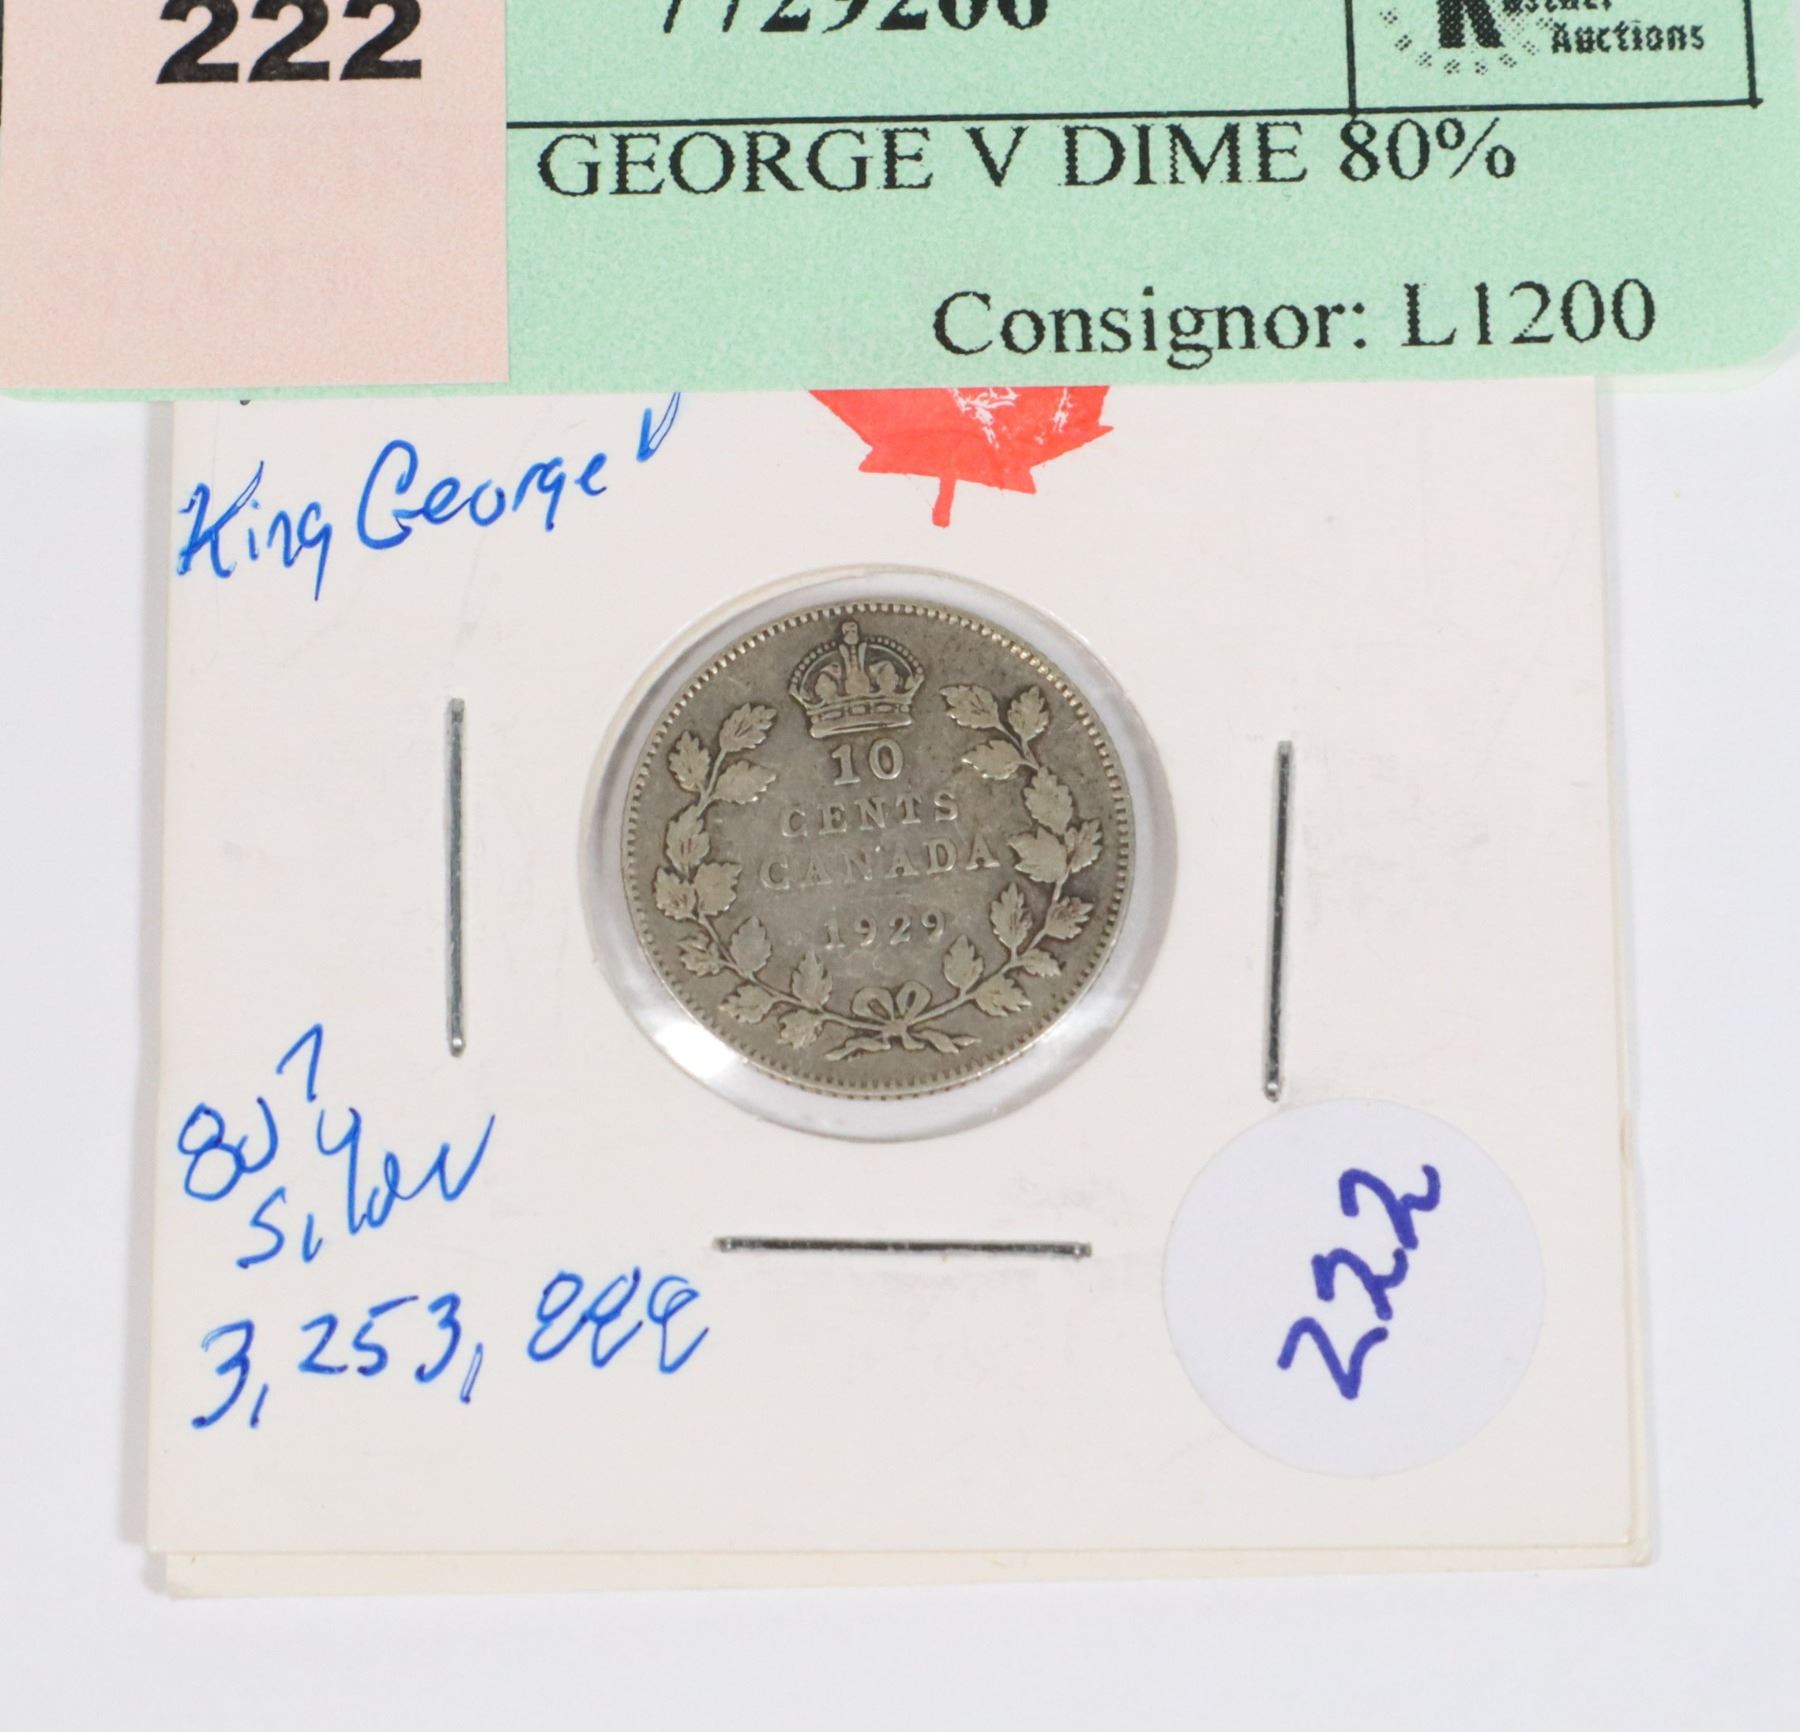 222
Auctions
GEORGE V DIME 80%
Consignor: L1200
King George V
10
CENTS
CANADA
1929
80%
Silver
3,253,888
222